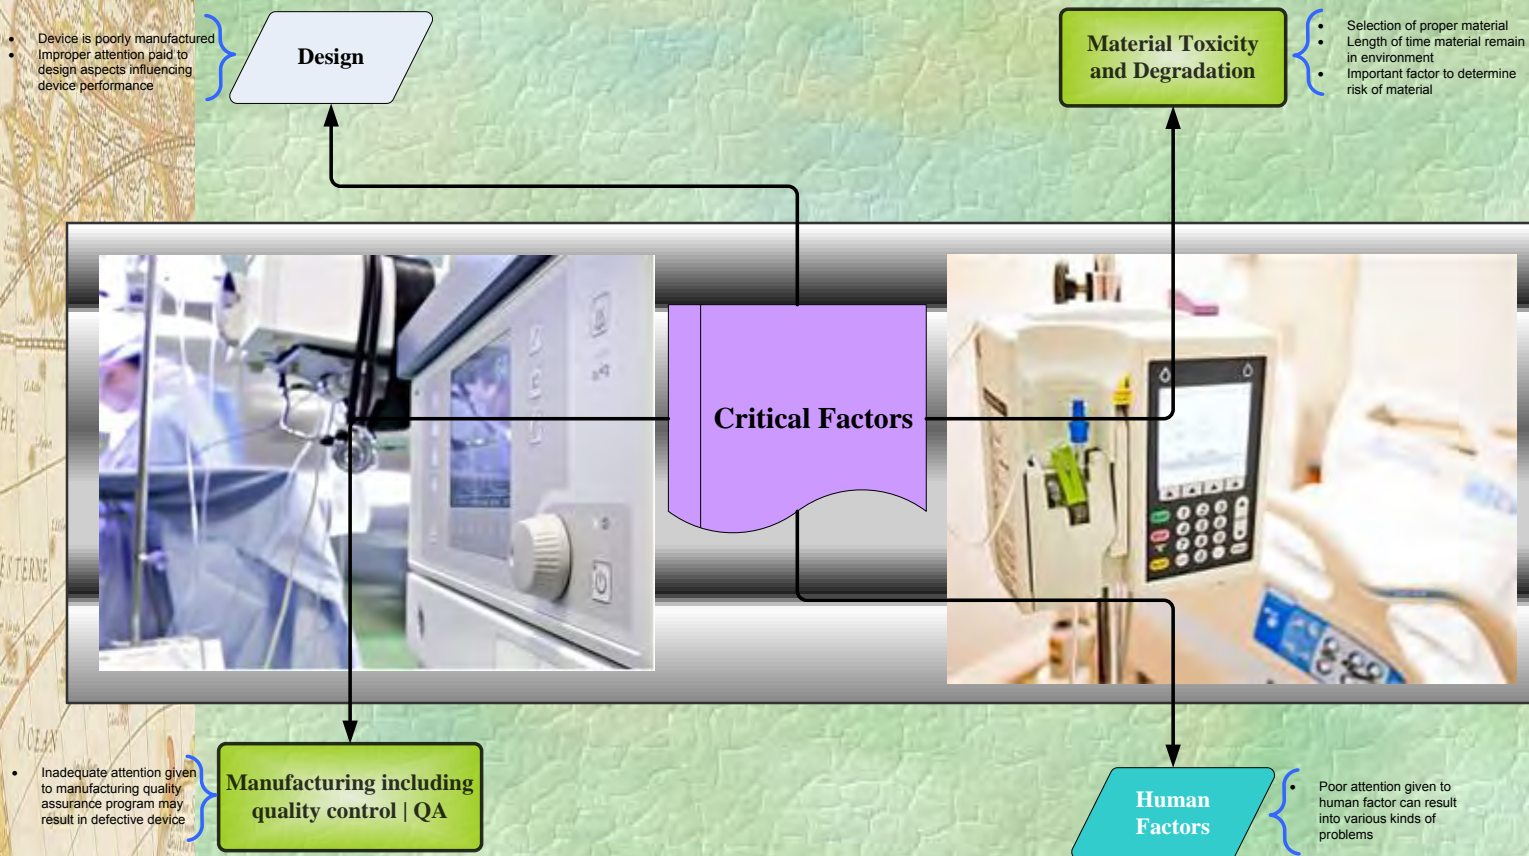 • Device is poorly manufactured
• Improper attention paid to
design aspects influencing
device performance
Design
Material Toxicity
and Degradation
• Selection of proper material
• Length of time material remain
in environment
• Important factor to determine
risk of material
Critical Factors
• Inadequate attention given
to manufacturing quality
assurance program may
result in defective device
Manufacturing including
quality control | QA
Human
Factors
• Poor attention given to
human factor can result
into various kinds of
problems
OCEAN